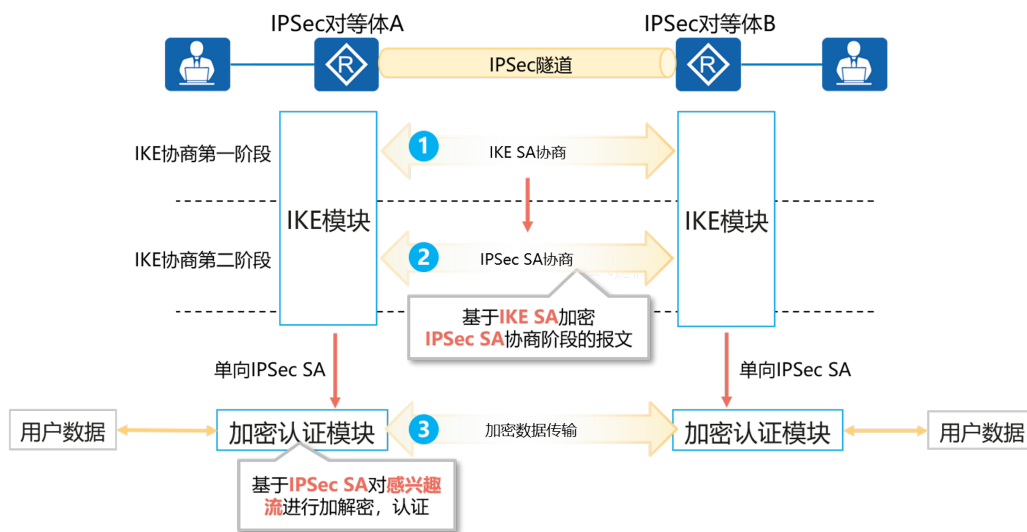 IPSec对等体A
IPSec对等体B
R
IPSec隧道
R
IKE协商第一阶段
1
IKE SA协商
IKE模块
IKE模块
IKE协商第二阶段
2
IPSec SA协商
基于IKE SA加密
IPSec SA协商阶段的报文
单向IPSec SA
单向IPSec SA
用户数据
加密认证模块
3
加密数据传输
加密认证模块
用户数据
基于IPSec SA对感兴趣
流进行加解密，认证